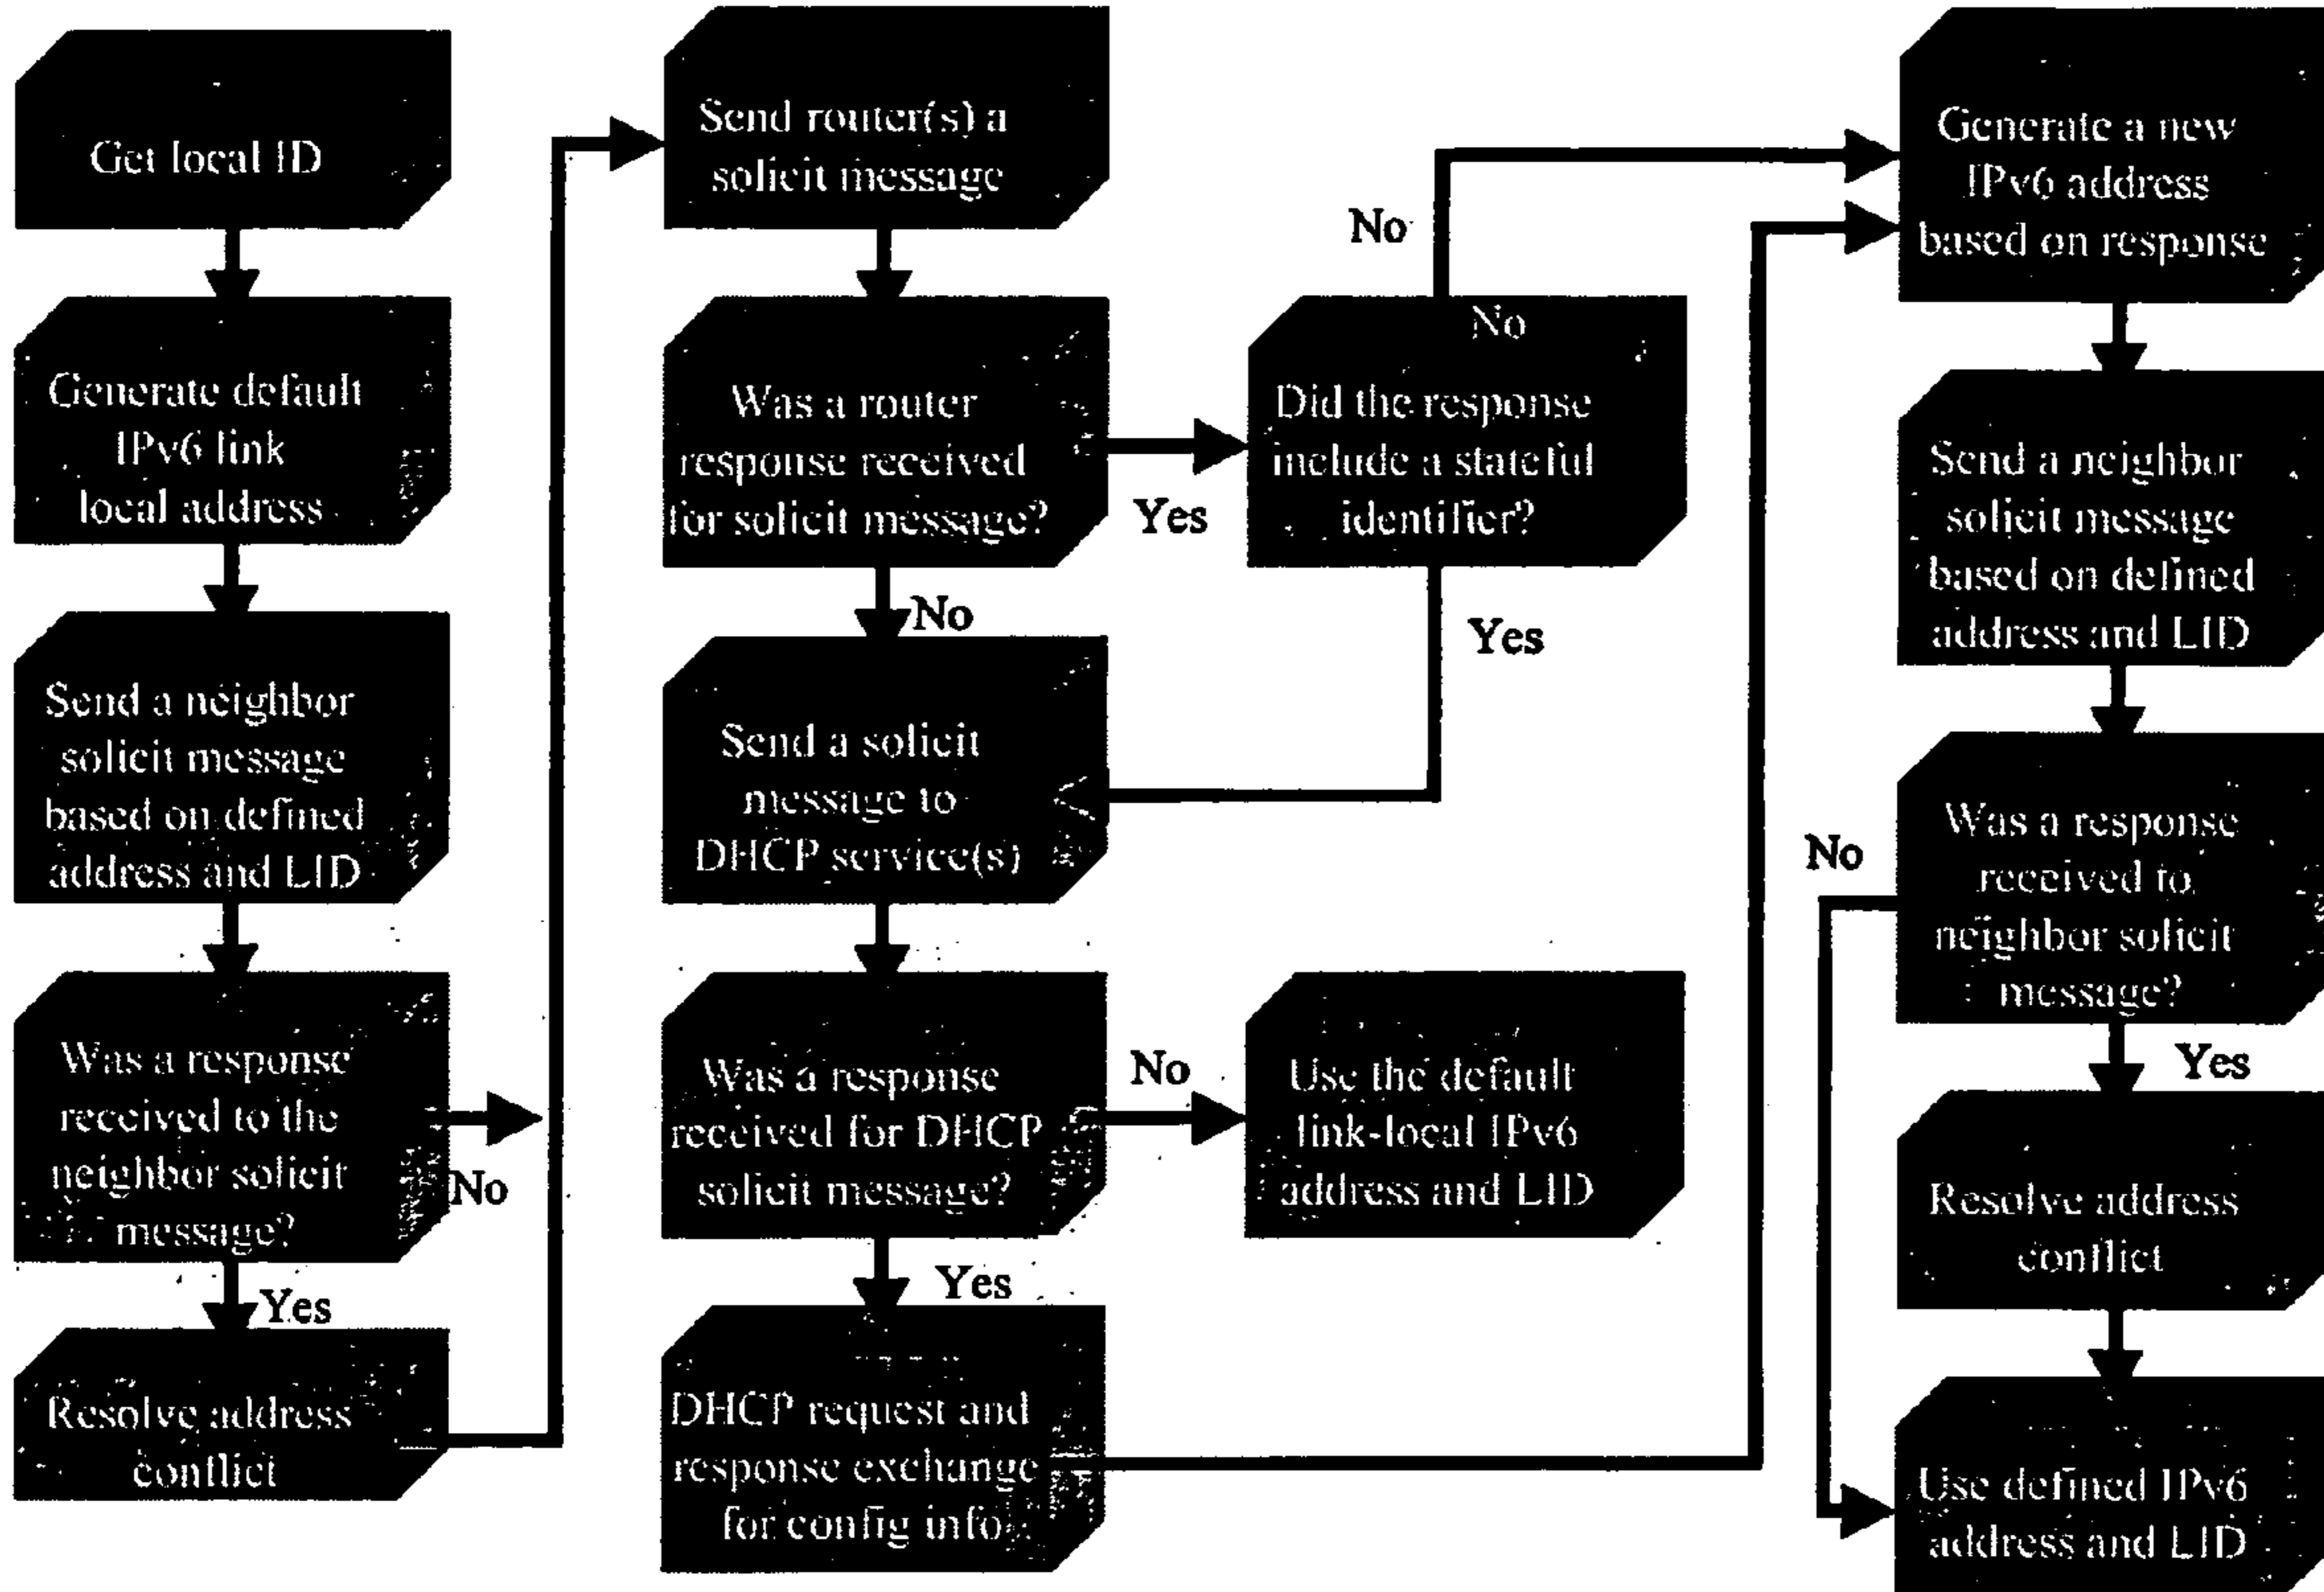 Get local ID
Generate default
IPv6 link
local address
Send a neighbor
solicit message
based on defined
address and LID
Was a response
received to the
neighbor solicit
message?
No
Yes
Resolve address
conflict
Send router(s) a
solicit message
Was a router
response received
for solicit message?
Yes
No
Did the response
include a stateful
identifier?
No
No
Yes
Send a solicit
message to
DHCP service(s)
Was a response
received for DHCP
solicit message?
No
Yes
Use the default
link-local IPv6
address and LID
DHCP request and
response exchange
for config info
Generate a new
IPv6 address
based on response
Send a neighbor
solicit message
based on defined
address and LID
Was a response
received to
neighbor solicit
message?
No
Yes
Resolve address
conflict
Use defined IPv6
address and LID